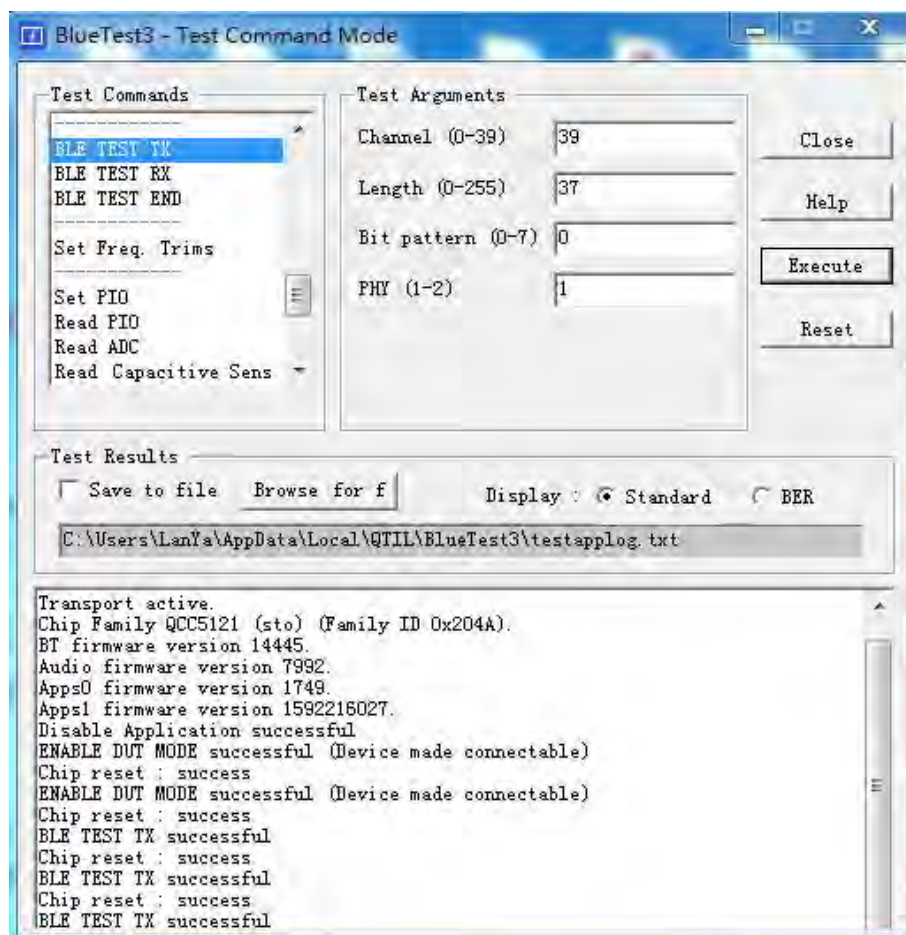 BlueTest3 - Test Command Mode
Test Commands
------------
BLE TEST TX
BLE TEST RX
BLE TEST END
------------
Set Freq. Trims
------------
Set PIO
Read PIO
Read ADC
Read Capacitive Sens
Test Arguments
Channel (0-39) 39
Length (0-255) 37
Bit pattern (0-7) 0
PHY (1-2) 1
Close
Help
Execute
Reset
Test Results
Save to file Browse for f Display : Standard BER
C:\Users\LanYa\AppData\Local\QTIL\BlueTest3\testapplog.txt
Transport active.
Chip Family QCC5121 (sto) (Family ID 0x204A).
BT firmware version 14445.
Audio firmware version 7992.
Apps0 firmware version 1749.
Apps1 firmware version 1592216027.
Disable Application successful
ENABLE DUT MODE successful (Device made connectable)
Chip reset : success
ENABLE DUT MODE successful (Device made connectable)
Chip reset : success
BLE TEST TX successful
Chip reset : success
BLE TEST TX successful
Chip reset : success
BLE TEST TX successful